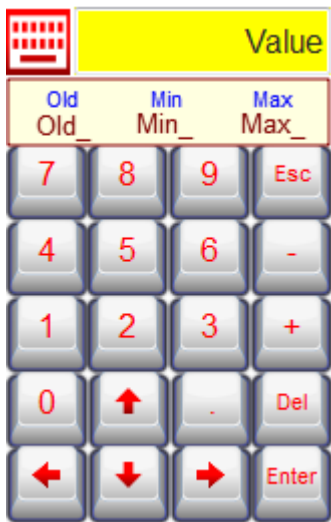 Value
Old Min Max
Old_ Min_ Max_
7 8 9 Esc
4 5 6 -
1 2 3 +
0 . Del
Enter